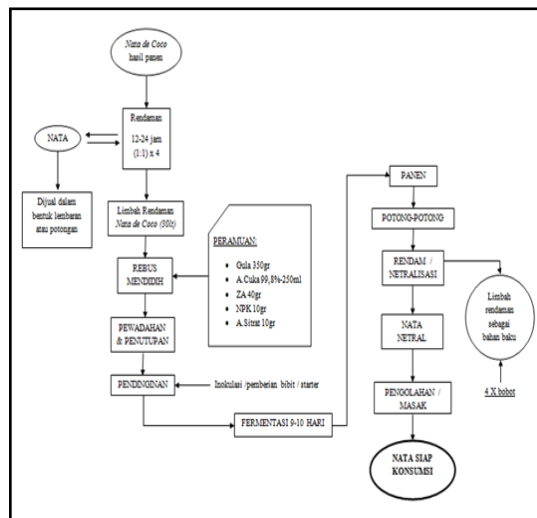 Nata de Coco
hasil panen
Rendaman
12-24 jam
(1:1) x 4
NATA
Dijual dalam
bentuk lembaran
atau potongan
Limbah Rendaman
Nata de Coco (30lt)
REBUS
MENDIDIH
PERAMUAN:
• Gula 350gr
• A.Cuka 99,8%-250ml
• ZA 40gr
• NPK 10gr
• A.Sitrat 10gr
PEWADAHAN
& PENUTUPAN
PENDINGINAN
Inokulasi /pemberian bibit / starter
FERMENTASI 9-10 HARI
PANEN
POTONG-POTONG
RENDAM /
NETRALISASI
Limbah
rendaman
sebagai
bahan baku
4 X bobot
NATA
NETRAL
PENGOLAHAN /
MASAK
NATA SIAP
KONSUMSI